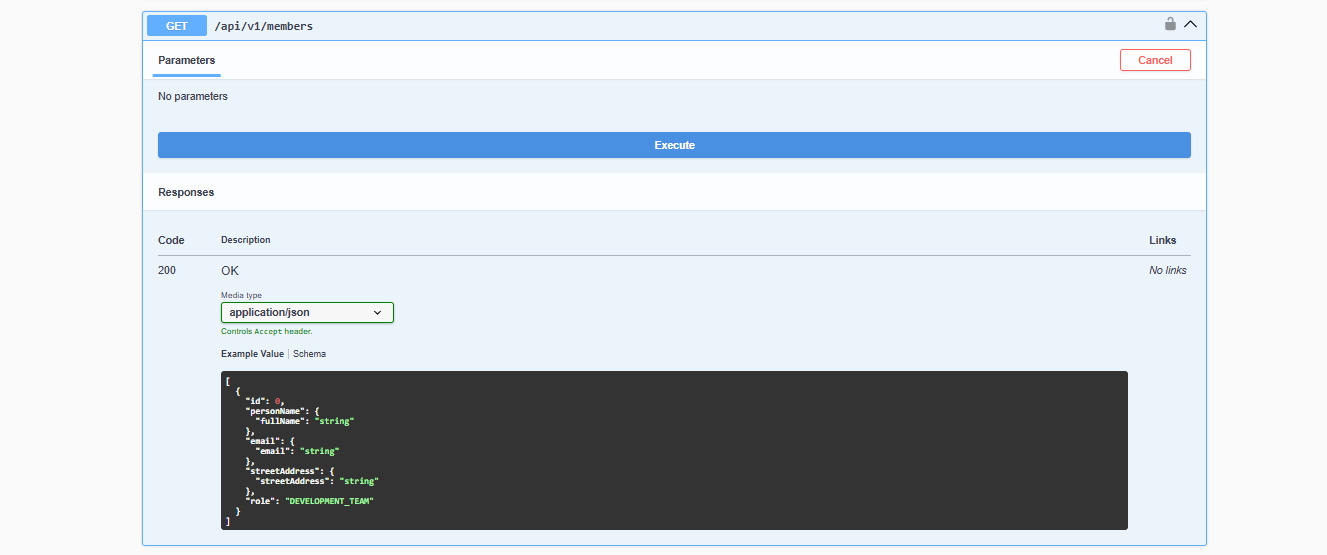 GET /api/v1/members
Parameters Cancel
No parameters
Execute
Responses
Code Description Links
200 OK No links
Media type
application/json
Controls Accept header.
Example Value | Schema
[
  {
    "id": 0,
    "personName": {
      "fullName": "string"
    },
    "email": {
      "email": "string"
    },
    "streetAddress": {
      "streetAddress": "string"
    },
    "role": "DEVELOPMENT_TEAM"
  }
]